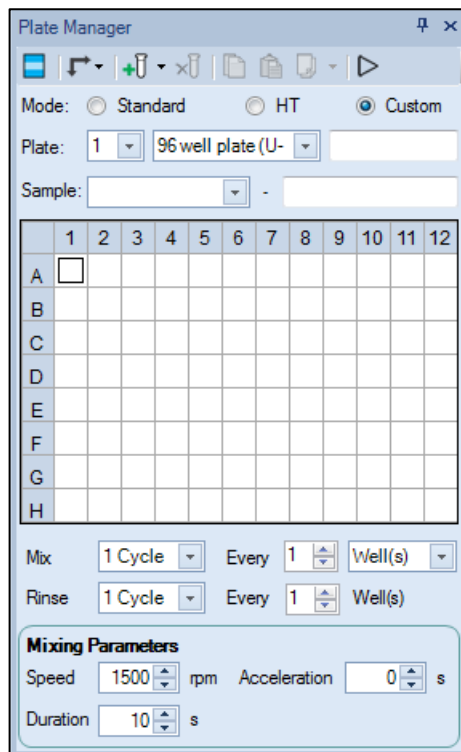 Plate Manager
Mode: Standard HT Custom
Plate: 1 96 well plate (U-
Sample: -
1 2 3 4 5 6 7 8 9 10 11 12
A
B
C
D
E
F
G
H
Mix 1 Cycle Every 1 Well(s)
Rinse 1 Cycle Every 1 Well(s)
Mixing Parameters
Speed 1500 rpm Acceleration 0 s
Duration 10 s